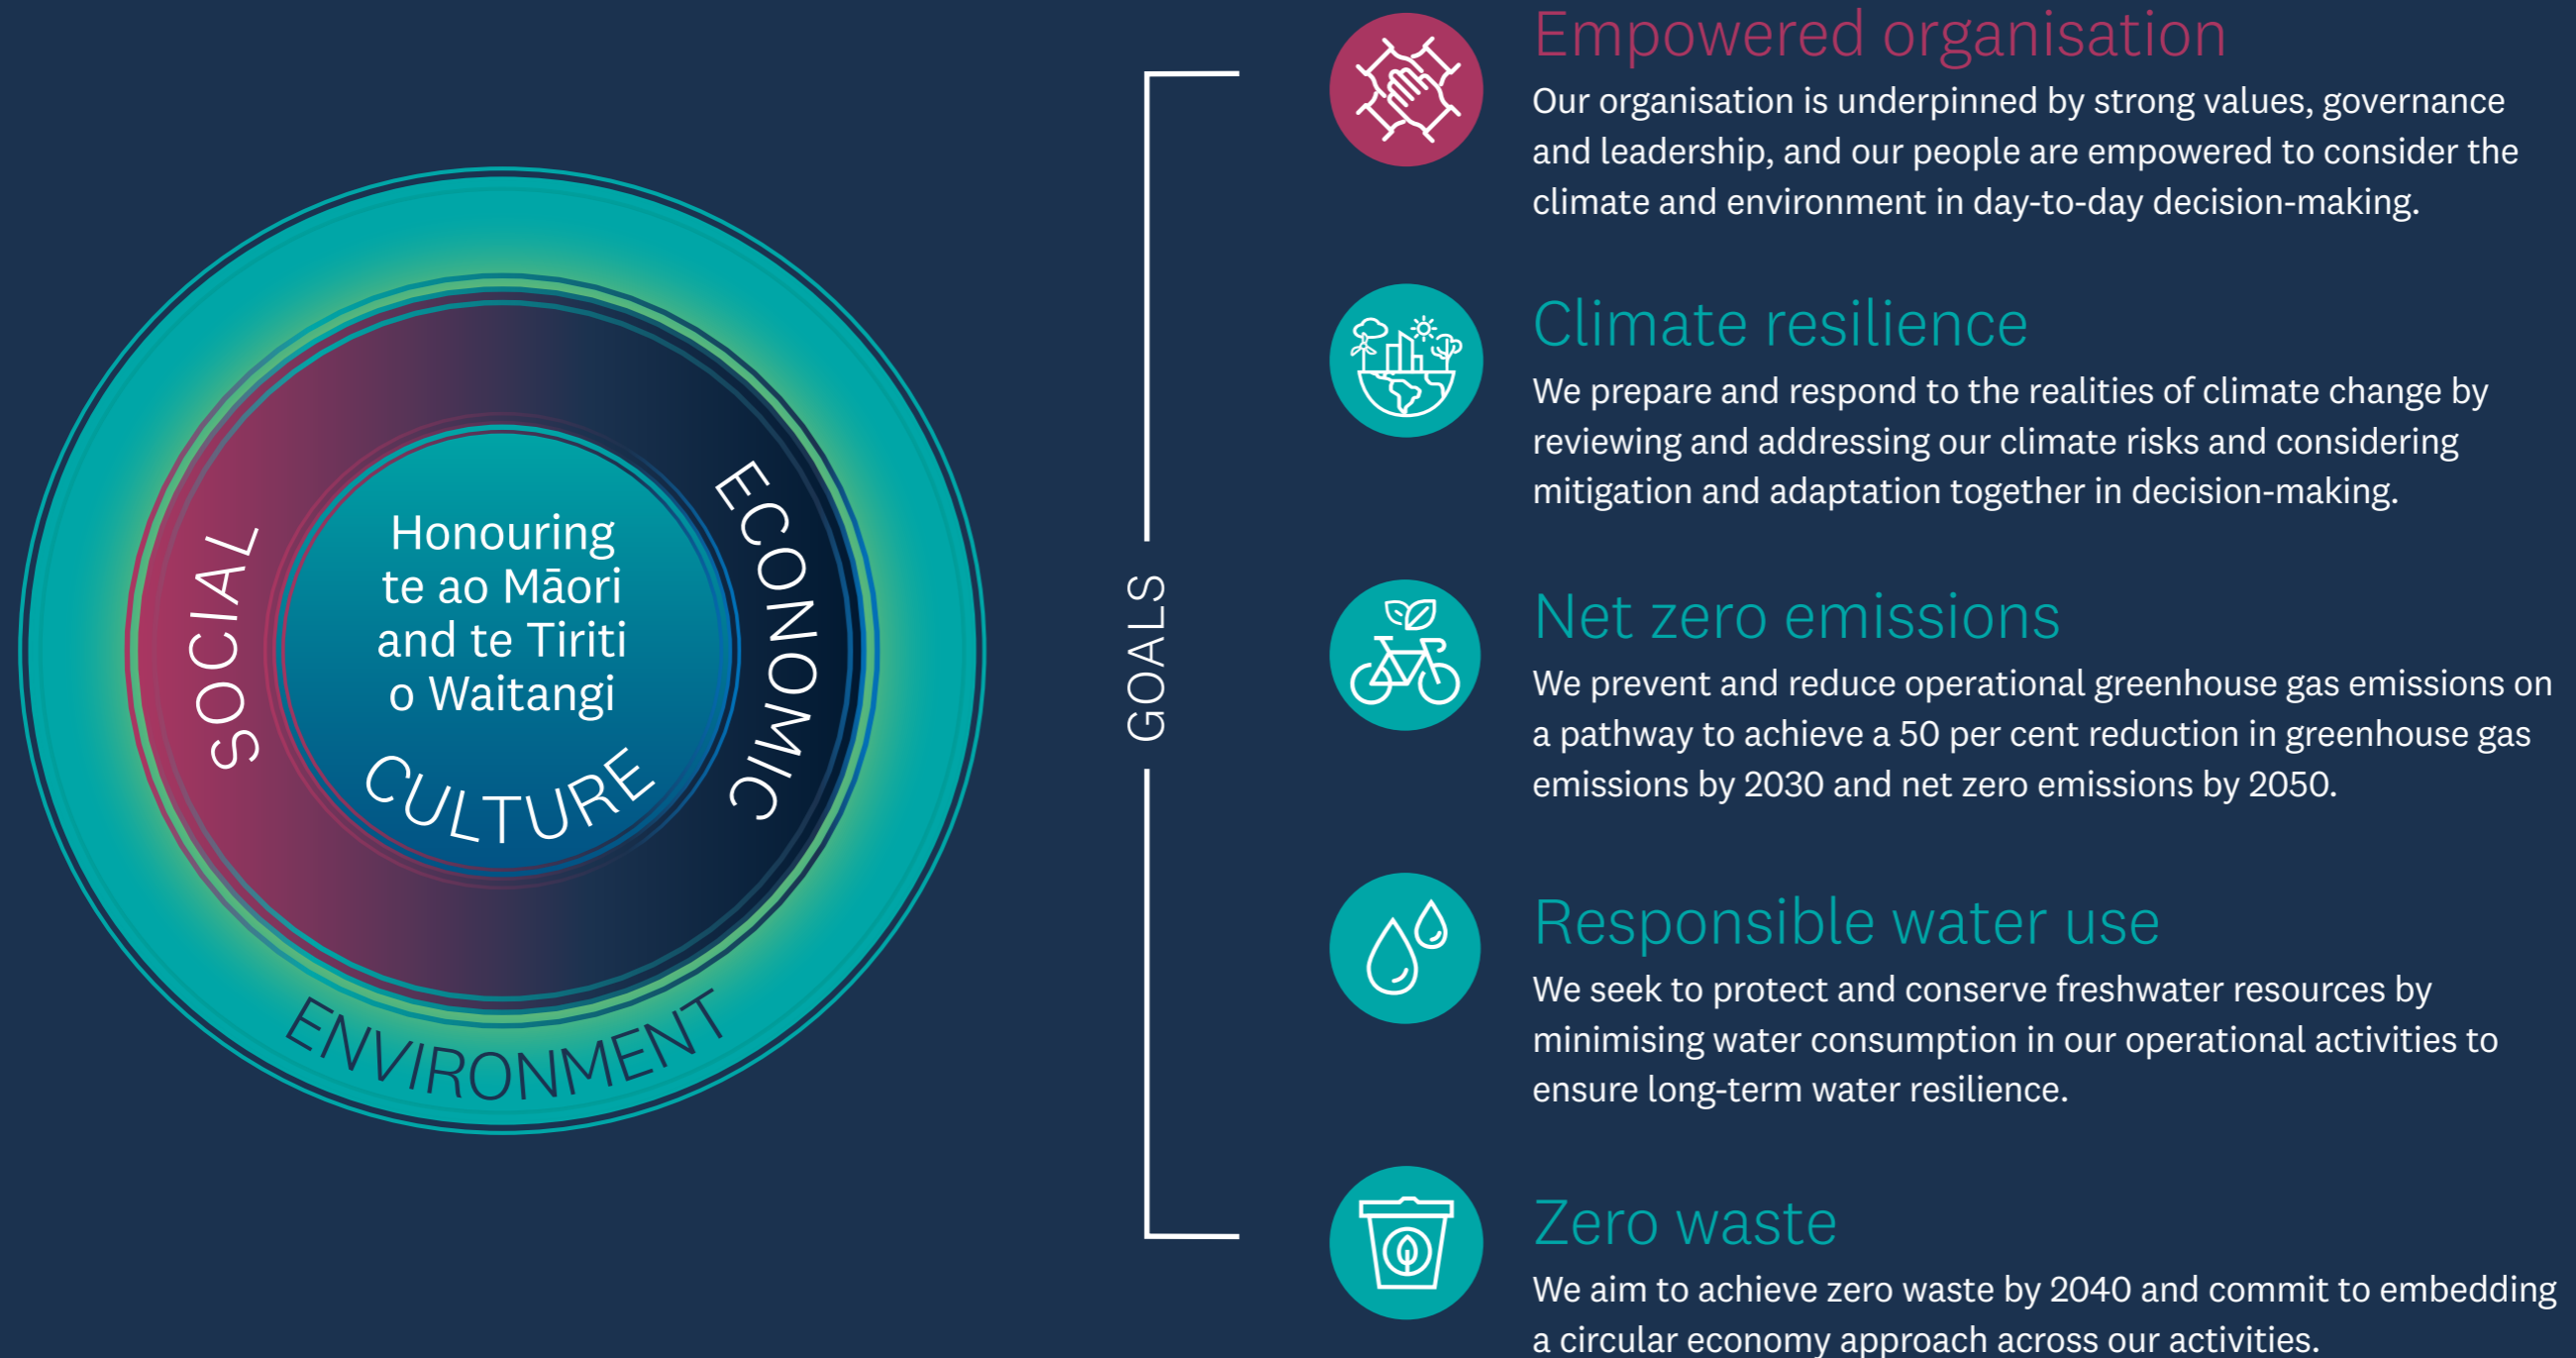 SOCIAL
ECONOMIC
Honouring
te ao Māori
and te Tiriti
o Waitangi
CULTURE
ENVIRONMENT
GOALS
Empowered organisation
Our organisation is underpinned by strong values, governance
and leadership, and our people are empowered to consider the
climate and environment in day-to-day decision-making.
Climate resilience
We prepare and respond to the realities of climate change by
reviewing and addressing our climate risks and considering
mitigation and adaptation together in decision-making.
Net zero emissions
We prevent and reduce operational greenhouse gas emissions on
a pathway to achieve a 50 per cent reduction in greenhouse gas
emissions by 2030 and net zero emissions by 2050.
Responsible water use
We seek to protect and conserve freshwater resources by
minimising water consumption in our operational activities to
ensure long-term water resilience.
Zero waste
We aim to achieve zero waste by 2040 and commit to embedding
a circular economy approach across our activities.